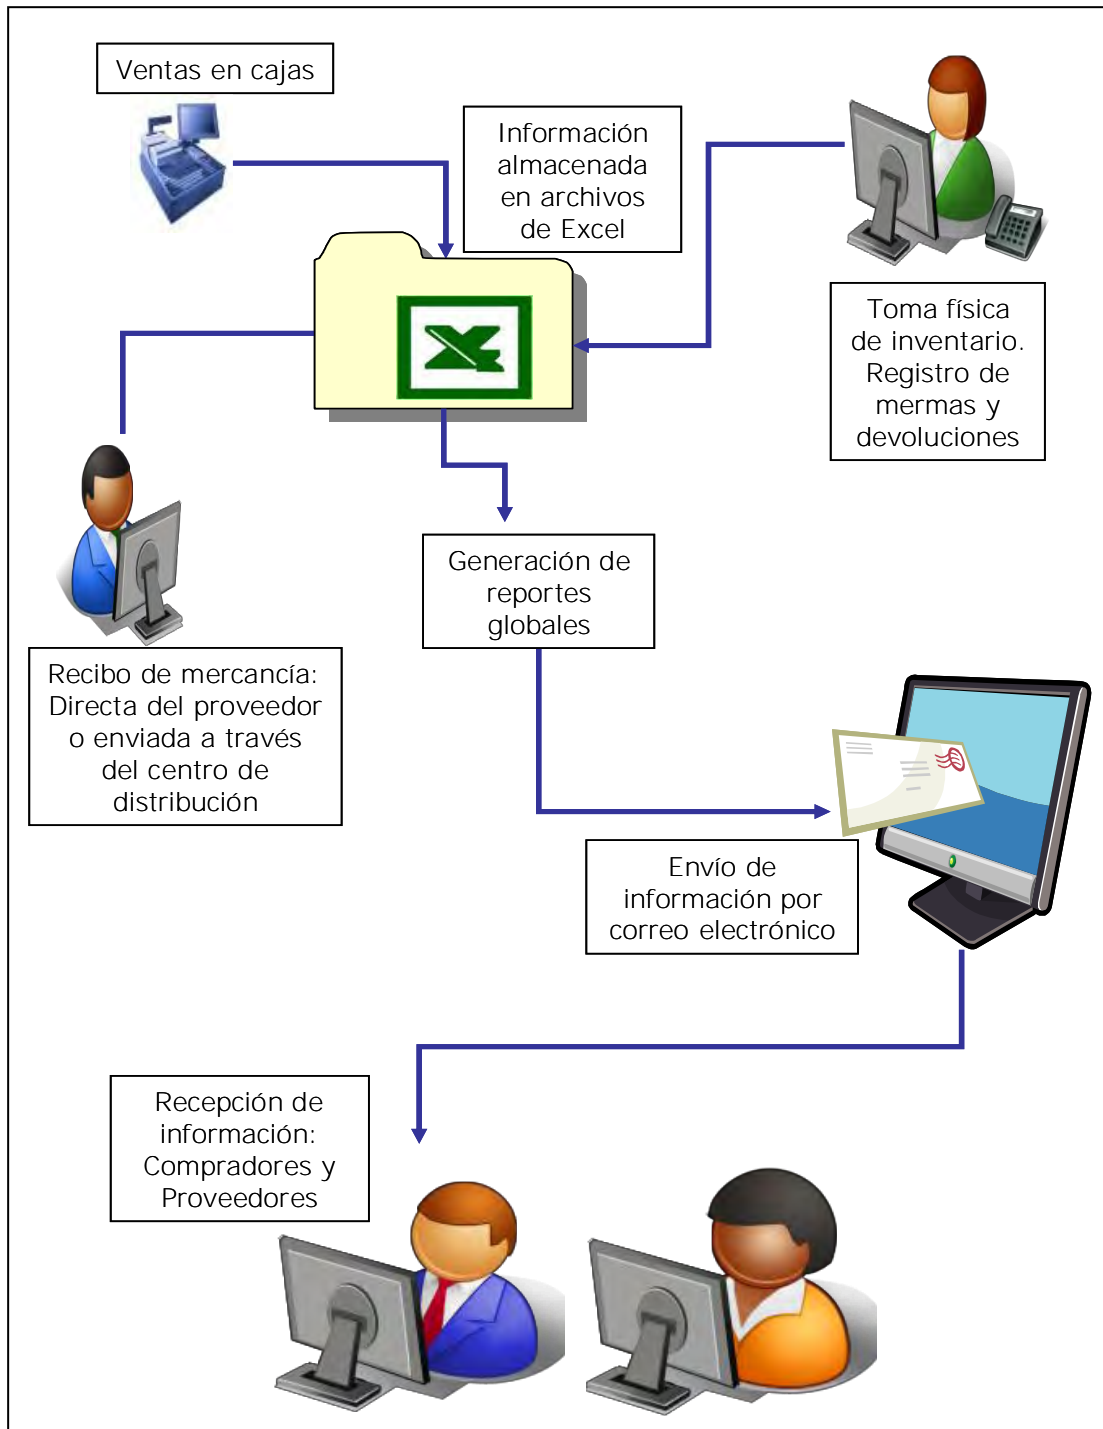 Ventas en cajas
Información
almacenada
en archivos
de Excel
Toma física
de inventario.
Registro de
mermas y
devoluciones
Generación de
reportes
globales
Recibo de mercancía:
Directa del proveedor
o enviada a través
del centro de
distribución
Envío de
información por
correo electrónico
Recepción de
información:
Compradores y
Proveedores